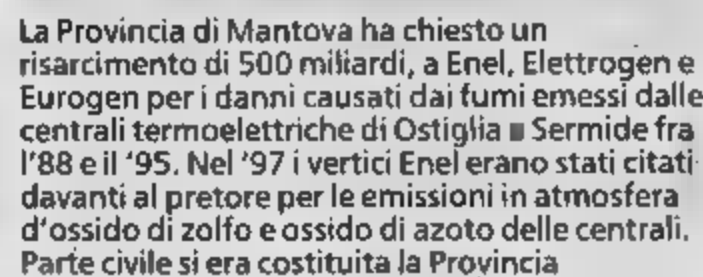 La Provincia di Mantova ha chiesto un
risarcimento di 500 miliardi, a Enel, Elettrogen e
Eurogen per i danni causati dai fumi emessi dalle
centrali termoelettriche di Ostiglia ■ Sermide fra
l'88 e il '95. Nel '97 i vertici Enel erano stati citati
davanti al pretore per le emissioni in atmosfera
d'ossido di zolfo e ossido di azoto delle centrali.
Parte civile si era costituita la Provincia